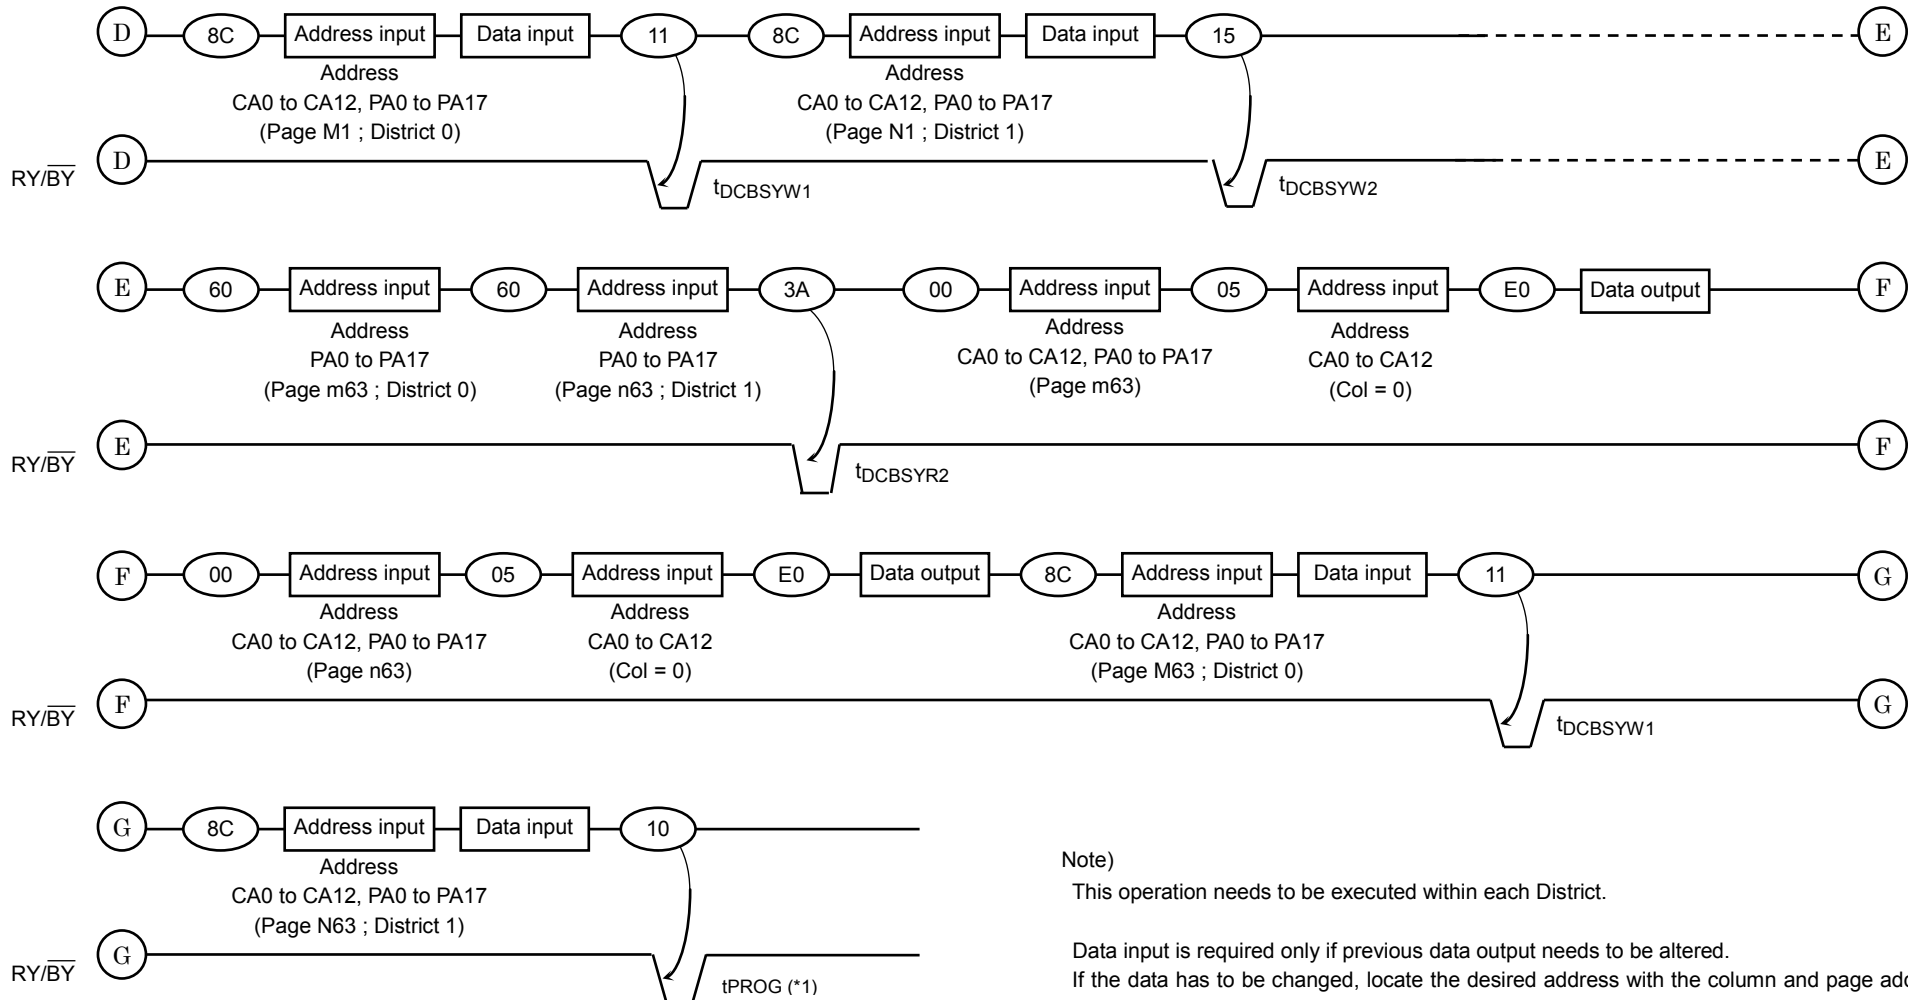 D 8C Address input Data input 11 8C Address input Data input 15 E
Address Address
CA0 to CA12, PA0 to PA17 CA0 to CA12, PA0 to PA17
(Page M1 ; District 0) (Page N1 ; District 1)
RY/BY D tDCBSYW1 tDCBSYW2 E
E 60 Address input 60 Address input 3A 00 Address input 05 Address input E0 Data output F
Address Address Address Address
PA0 to PA17 PA0 to PA17 CA0 to CA12, PA0 to PA17 CA0 to CA12
(Page m63 ; District 0) (Page n63 ; District 1) (Page m63) (Col = 0)
RY/BY E tDCBSYR2 F
F 00 Address input 05 Address input E0 Data output 8C Address input Data input 11 G
Address Address Address
CA0 to CA12, PA0 to PA17 CA0 to CA12 CA0 to CA12, PA0 to PA17
(Page n63) (Col = 0) (Page M63 ; District 0)
RY/BY F tDCBSYW1 G
G 8C Address input Data input 10
Address
CA0 to CA12, PA0 to PA17
(Page N63 ; District 1)
RY/BY G tPROG (*1)
Note)
This operation needs to be executed within each District.
Data input is required only if previous data output needs to be altered.
If the data has to be changed, locate the desired address with the column and page